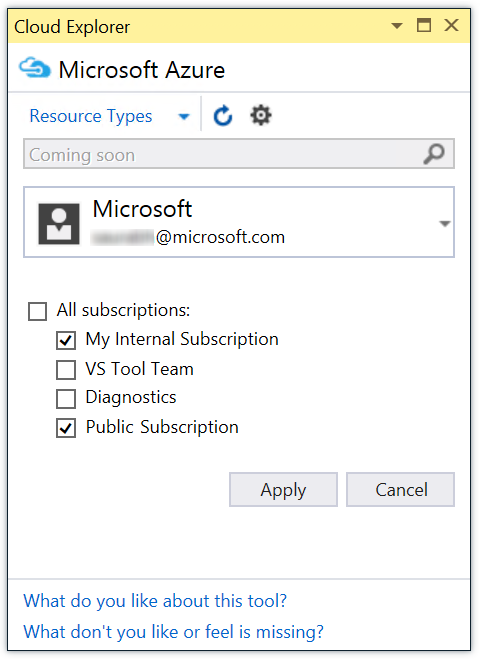 Cloud Explorer
Microsoft Azure
Resource Types
Coming soon
Microsoft
@microsoft.com
All subscriptions:
My Internal Subscription
VS Tool Team
Diagnostics
Public Subscription
Apply Cancel
What do you like about this tool?
What don't you like or feel is missing?